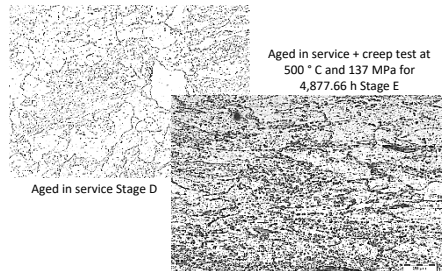 Aged in service + creep test at
500 ° C and 137 MPa for
4,877.66 h Stage E
Aged in service Stage D